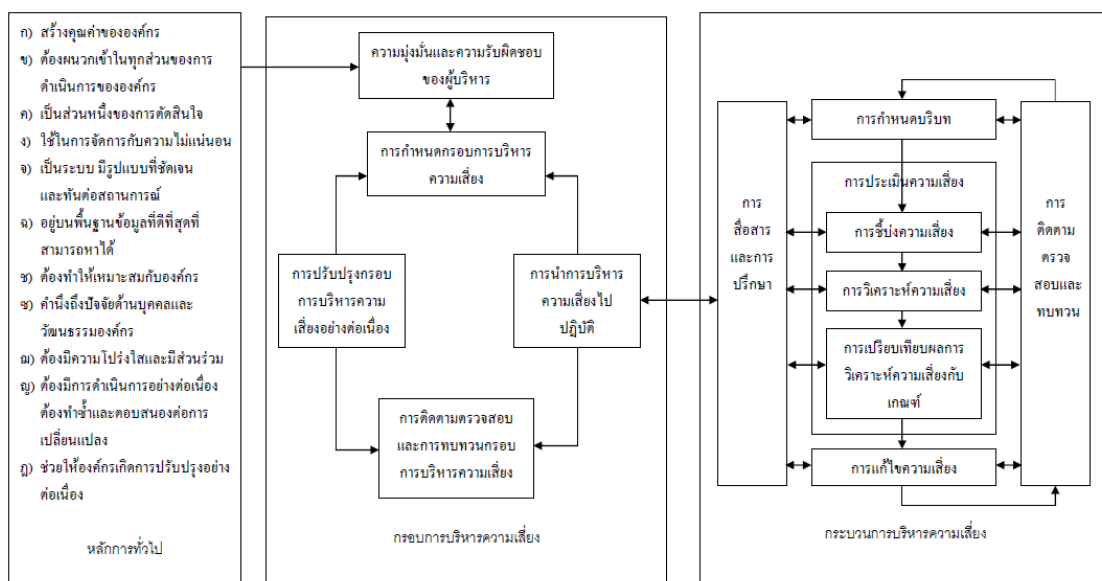 ก) สร้างคุณค่าขององค์กร
ข) ต้องผนวกเข้าในทุกส่วนของการ
ดำเนินการขององค์กร
ค) เป็นส่วนหนึ่งของการตัดสินใจ
ง) ใช้ในการจัดการกับความไม่แน่นอน
จ) เป็นระบบ มีรูปแบบที่ชัดเจน
และทันต่อสถานการณ์
ฉ) อยู่บนพื้นฐานข้อมูลที่ดีที่สุดที่
สามารถหาได้
ช) ต้องทำให้เหมาะสมกับองค์กร
ซ) คำนึงถึงปัจจัยด้านบุคคลและ
วัฒนธรรมองค์กร
ฌ) ต้องมีความโปร่งใสและมีส่วนร่วม
ญ) ต้องมีการดำเนินการอย่างต่อเนื่อง
ต้องทำซ้ำและตอบสนองต่อการ
เปลี่ยนแปลง
ฎ) ช่วยให้องค์กรเกิดการปรับปรุงอย่าง
ต่อเนื่อง
หลักการทั่วไป
ความมุ่งมั่นและความรับผิดชอบ
ของผู้บริหาร
การกำหนดกรอบการบริหาร
ความเสี่ยง
การปรับปรุงกรอบ
การบริหารความ
เสี่ยงอย่างต่อเนื่อง
การนำการบริหาร
ความเสี่ยงไป
ปฏิบัติ
การติดตามตรวจสอบ
และการทบทวนกรอบ
การบริหารความเสี่ยง
กรอบการบริหารความเสี่ยง
การ
สื่อสาร
และการ
ปรึกษา
การกำหนดบริบท
การประเมินความเสี่ยง
การชี้บ่งความเสี่ยง
การวิเคราะห์ความเสี่ยง
การเปรียบเทียบผลการ
วิเคราะห์ความเสี่ยงกับ
เกณฑ์
การแก้ไขความเสี่ยง
การ
ติดตาม
ตรวจ
สอบและ
ทบทวน
กระบวนการบริหารความเสี่ยง